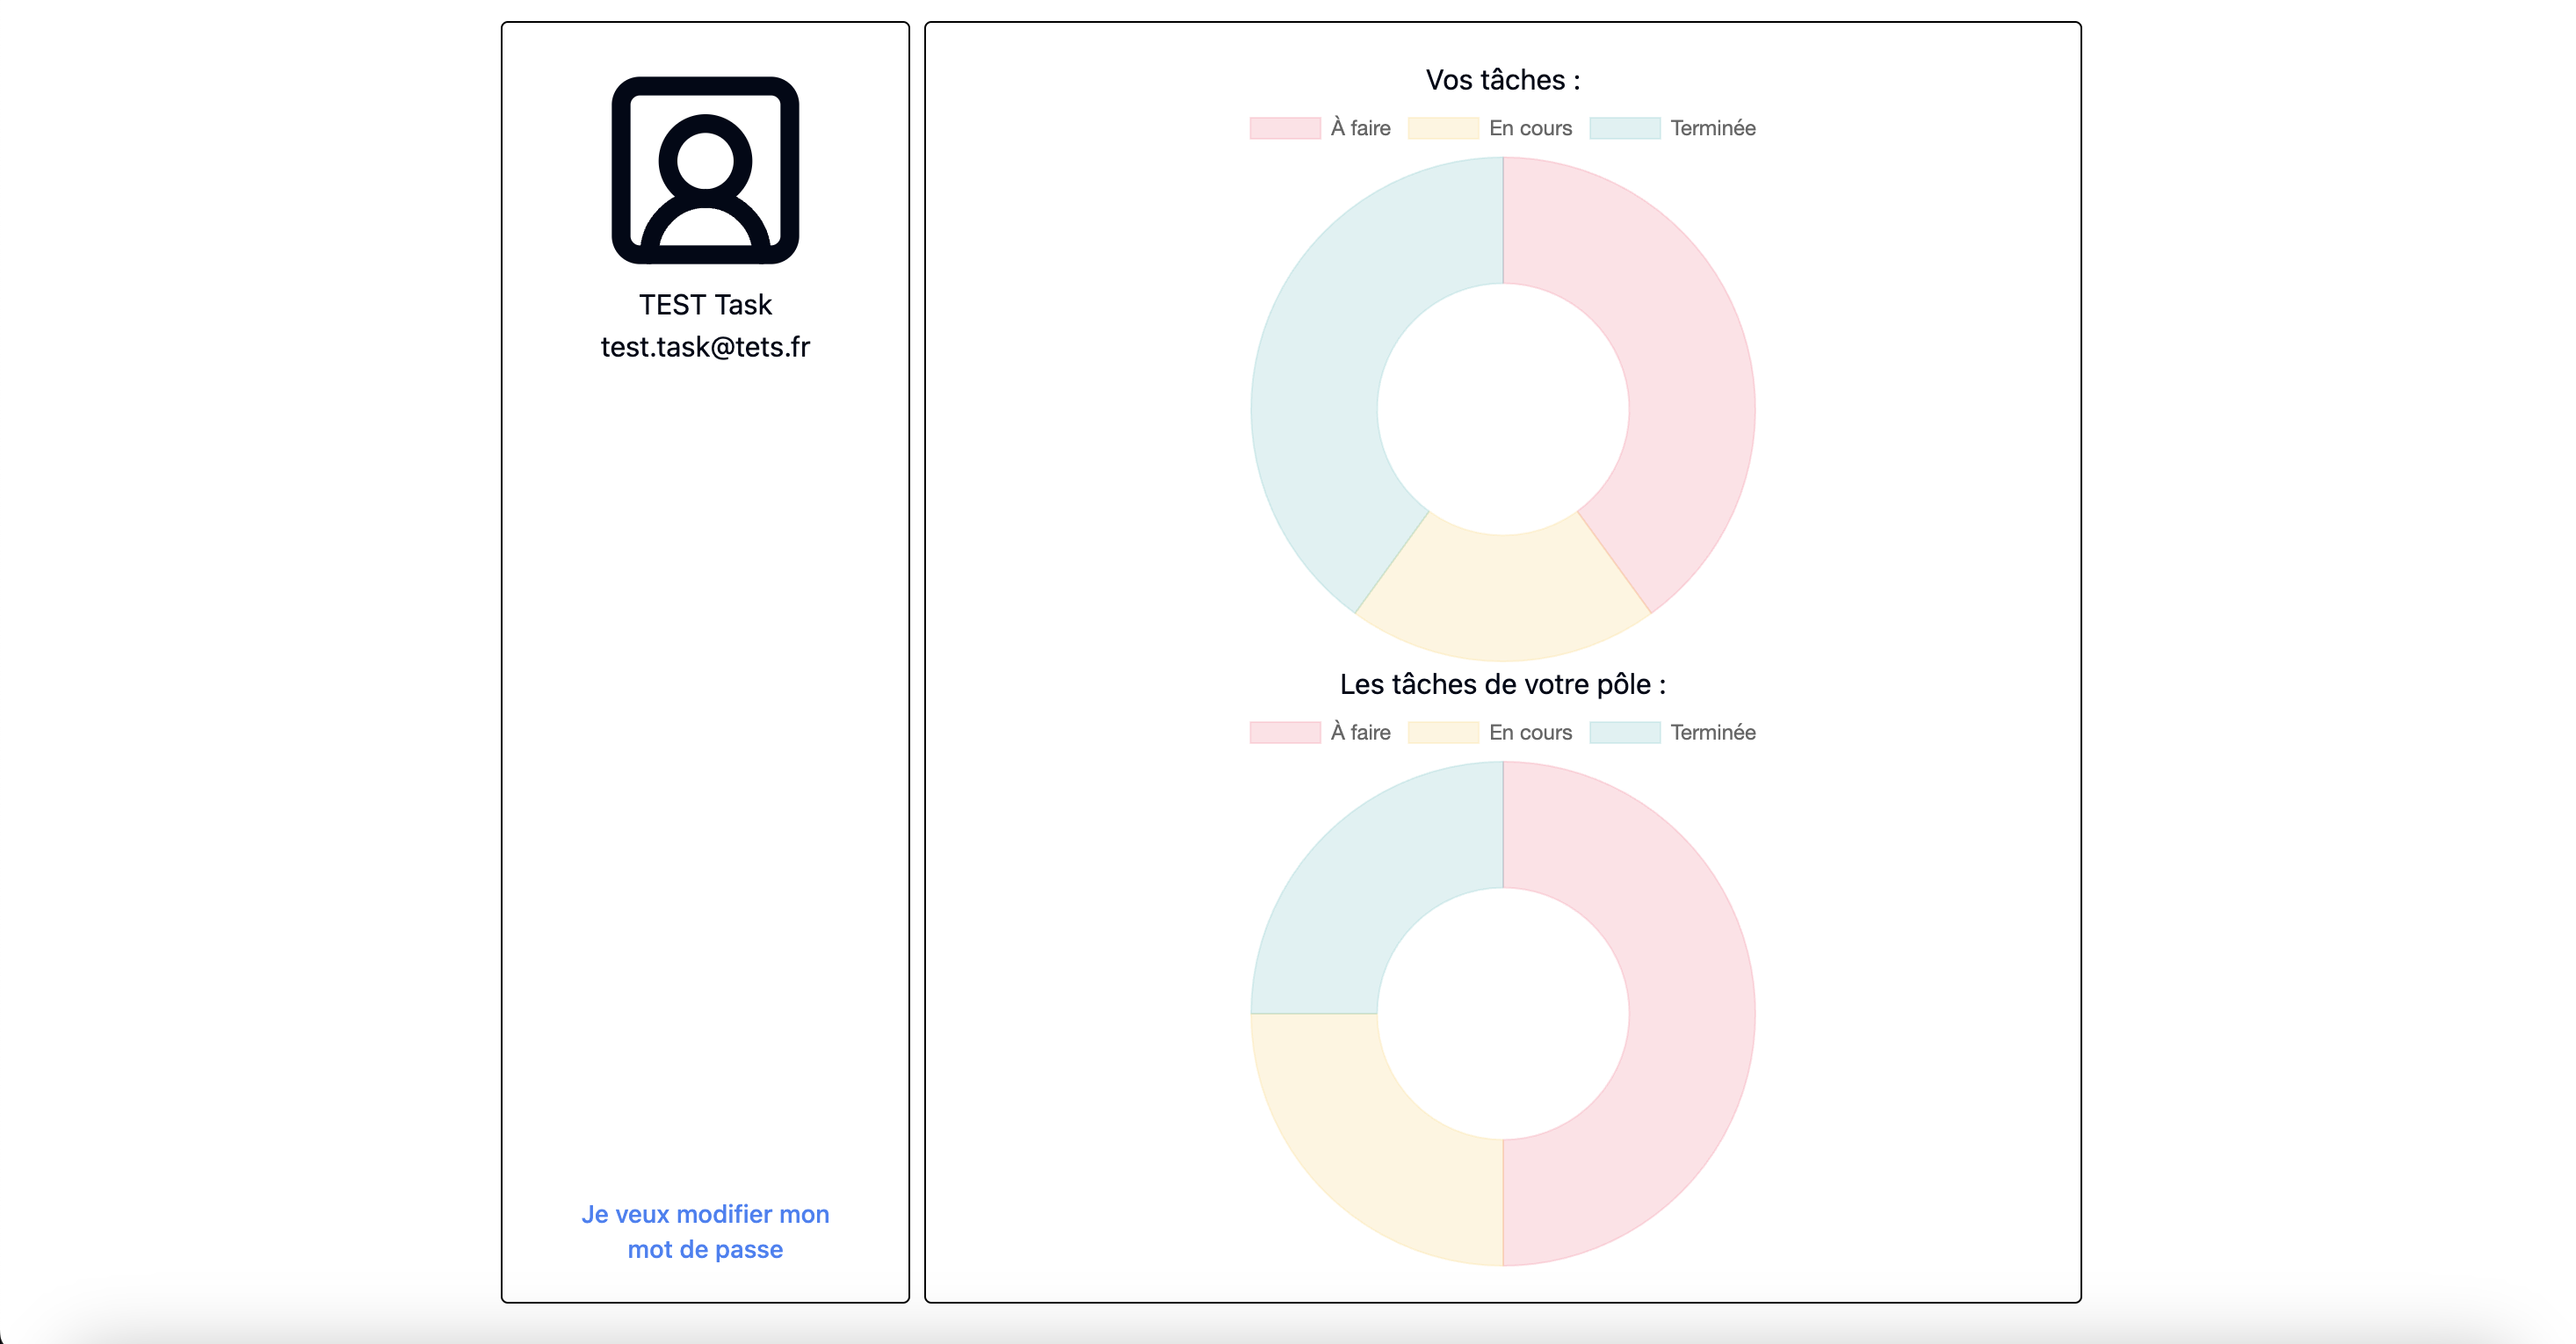 TEST Task
test.task@tets.fr
Je veux modifier mon
mot de passe
Vos tâches :
À faire En cours Terminée
Les tâches de votre pôle :
À faire En cours Terminée